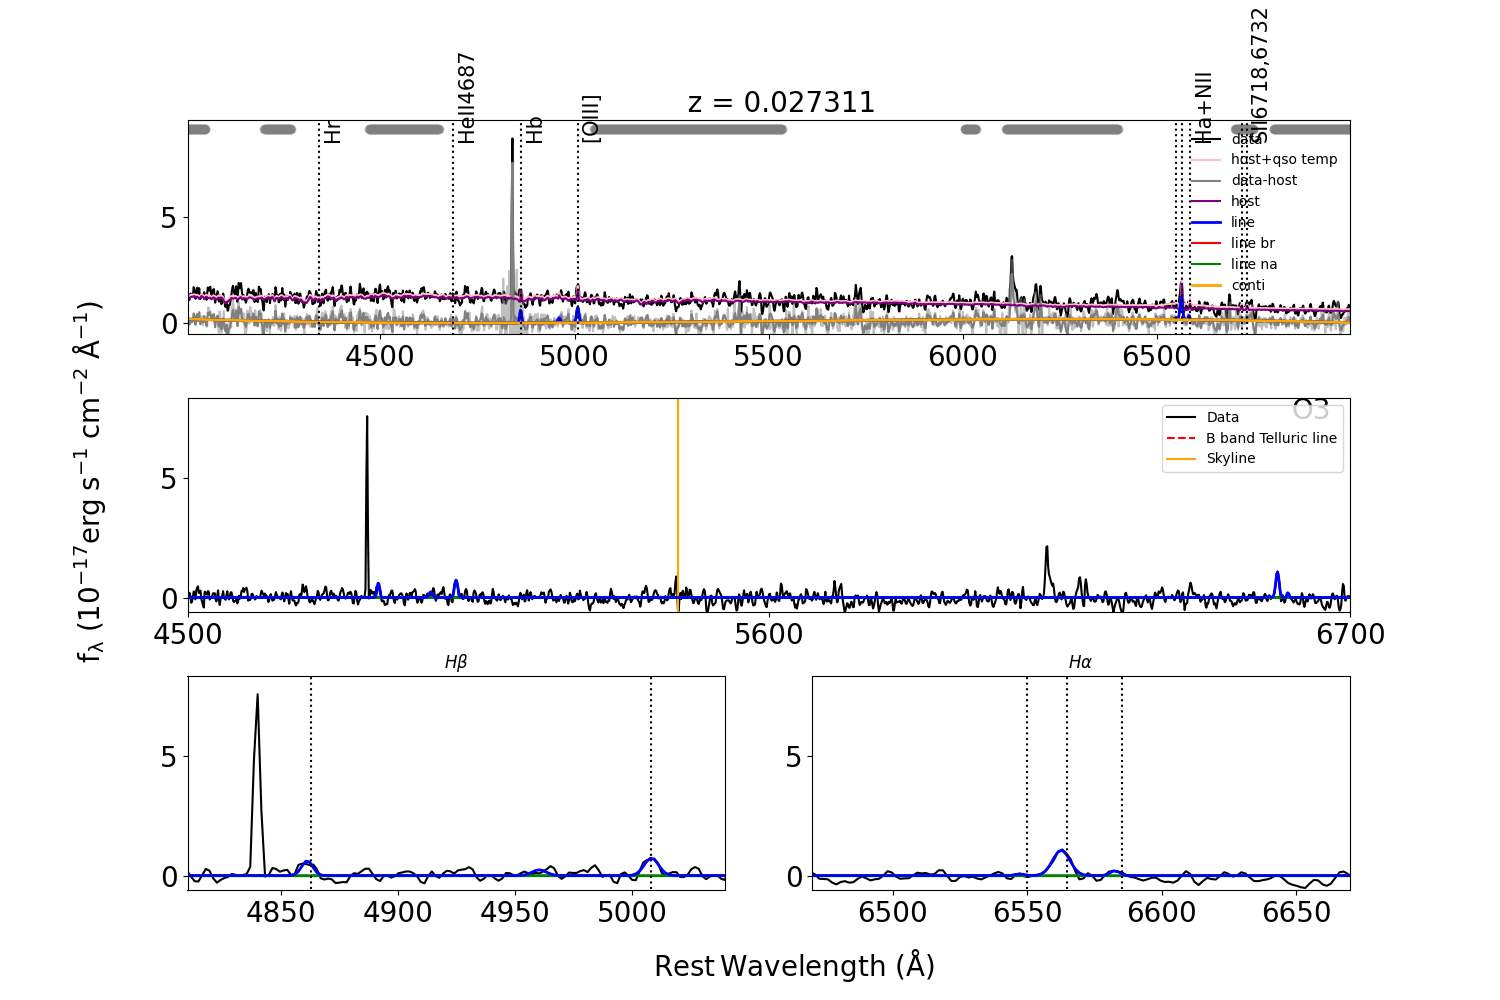 SII6718,6732
HeII4687
Ha+NII
z = 0.027311
Hr
Hb
[OIII]
data
host+qso temp
data-host
host
line
line br
line na
conti
5
0
4500
5000
5500
6000
6500
O3
Data
B band Telluric line
Skyline
5
0
4500
5600
6700
fλ (10−17erg s−1 cm−2 Å−1)
Hβ
Hα
5
0
4850
4900
4950
5000
5
0
6500
6550
6600
6650
Rest Wavelength (Å)